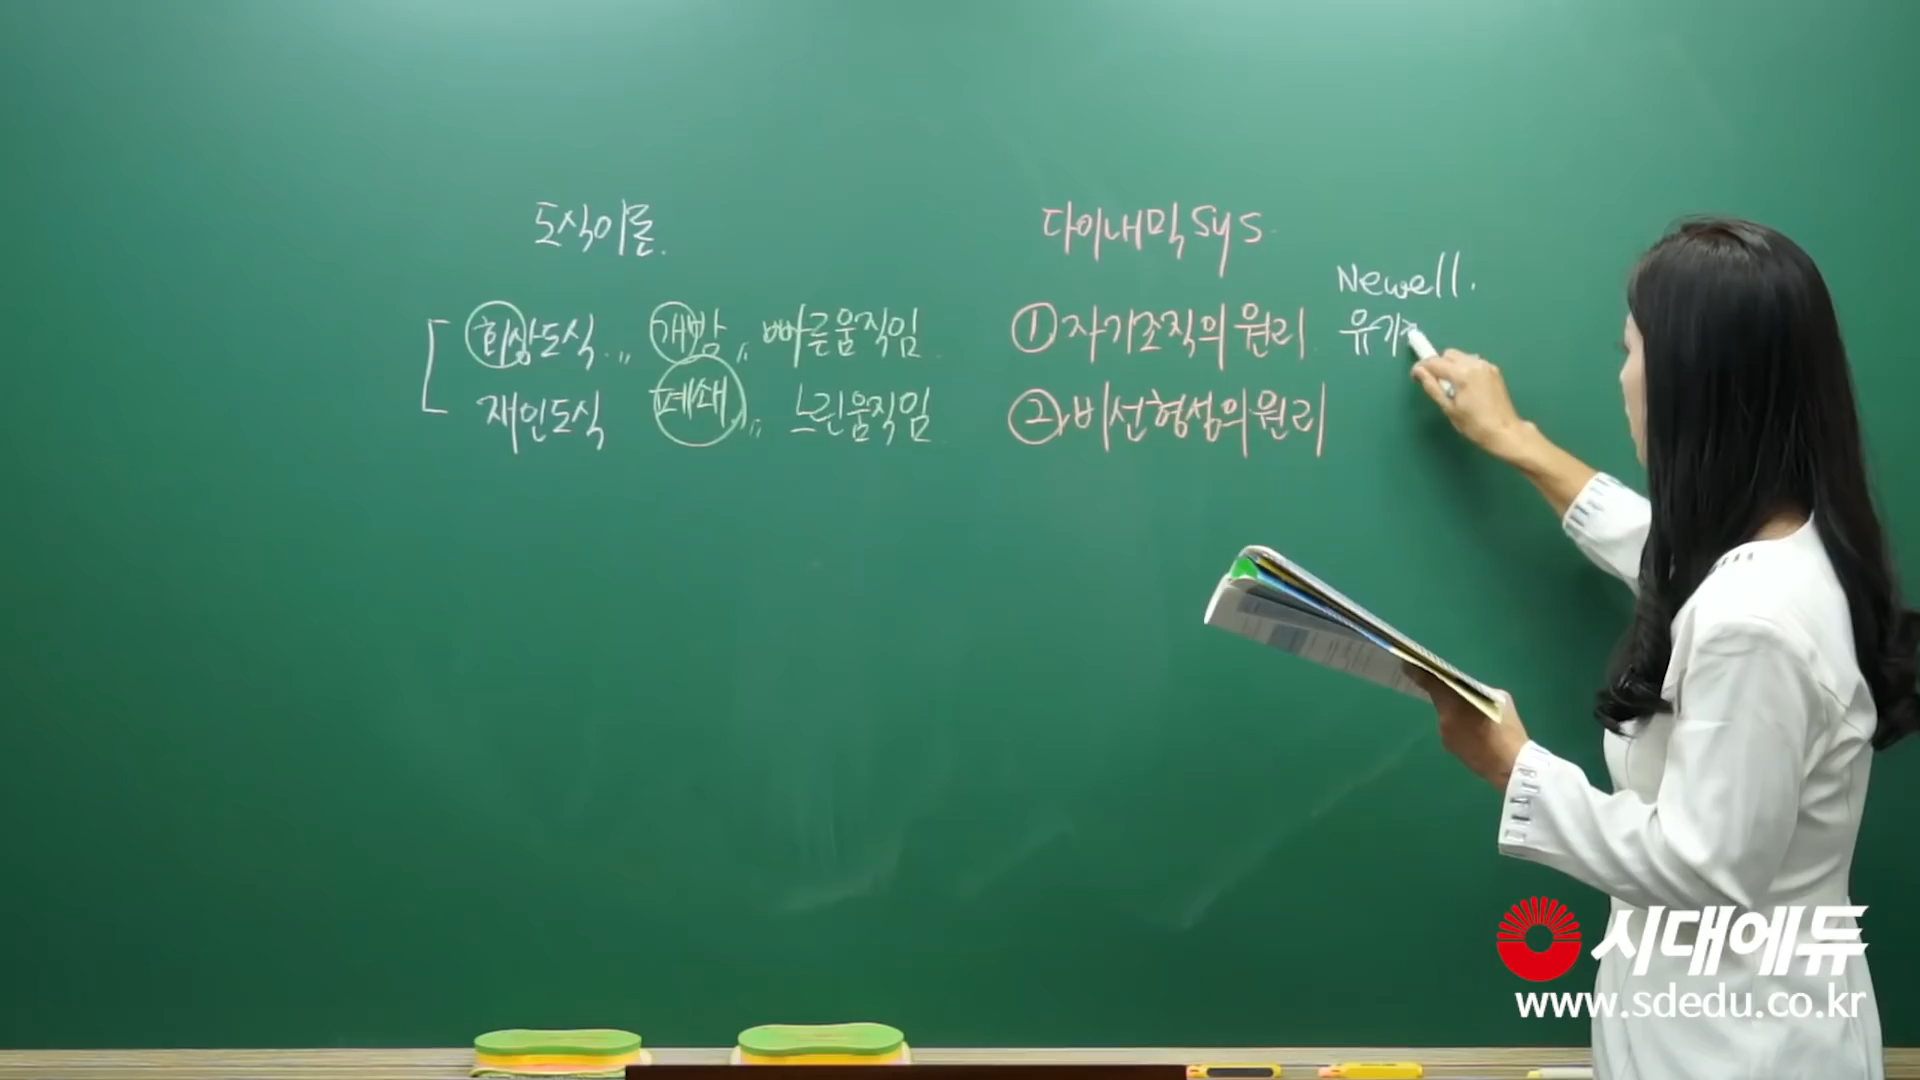 도식이론.
회상도식 〃 개방 〃 빠른움직임
재인도식 폐쇄 〃 느린움직임
다이내믹 sys
① 자기조직의 원리
② 비선형성의 원리
Newell.
유기
시대에듀
www.sdedu.co.kr